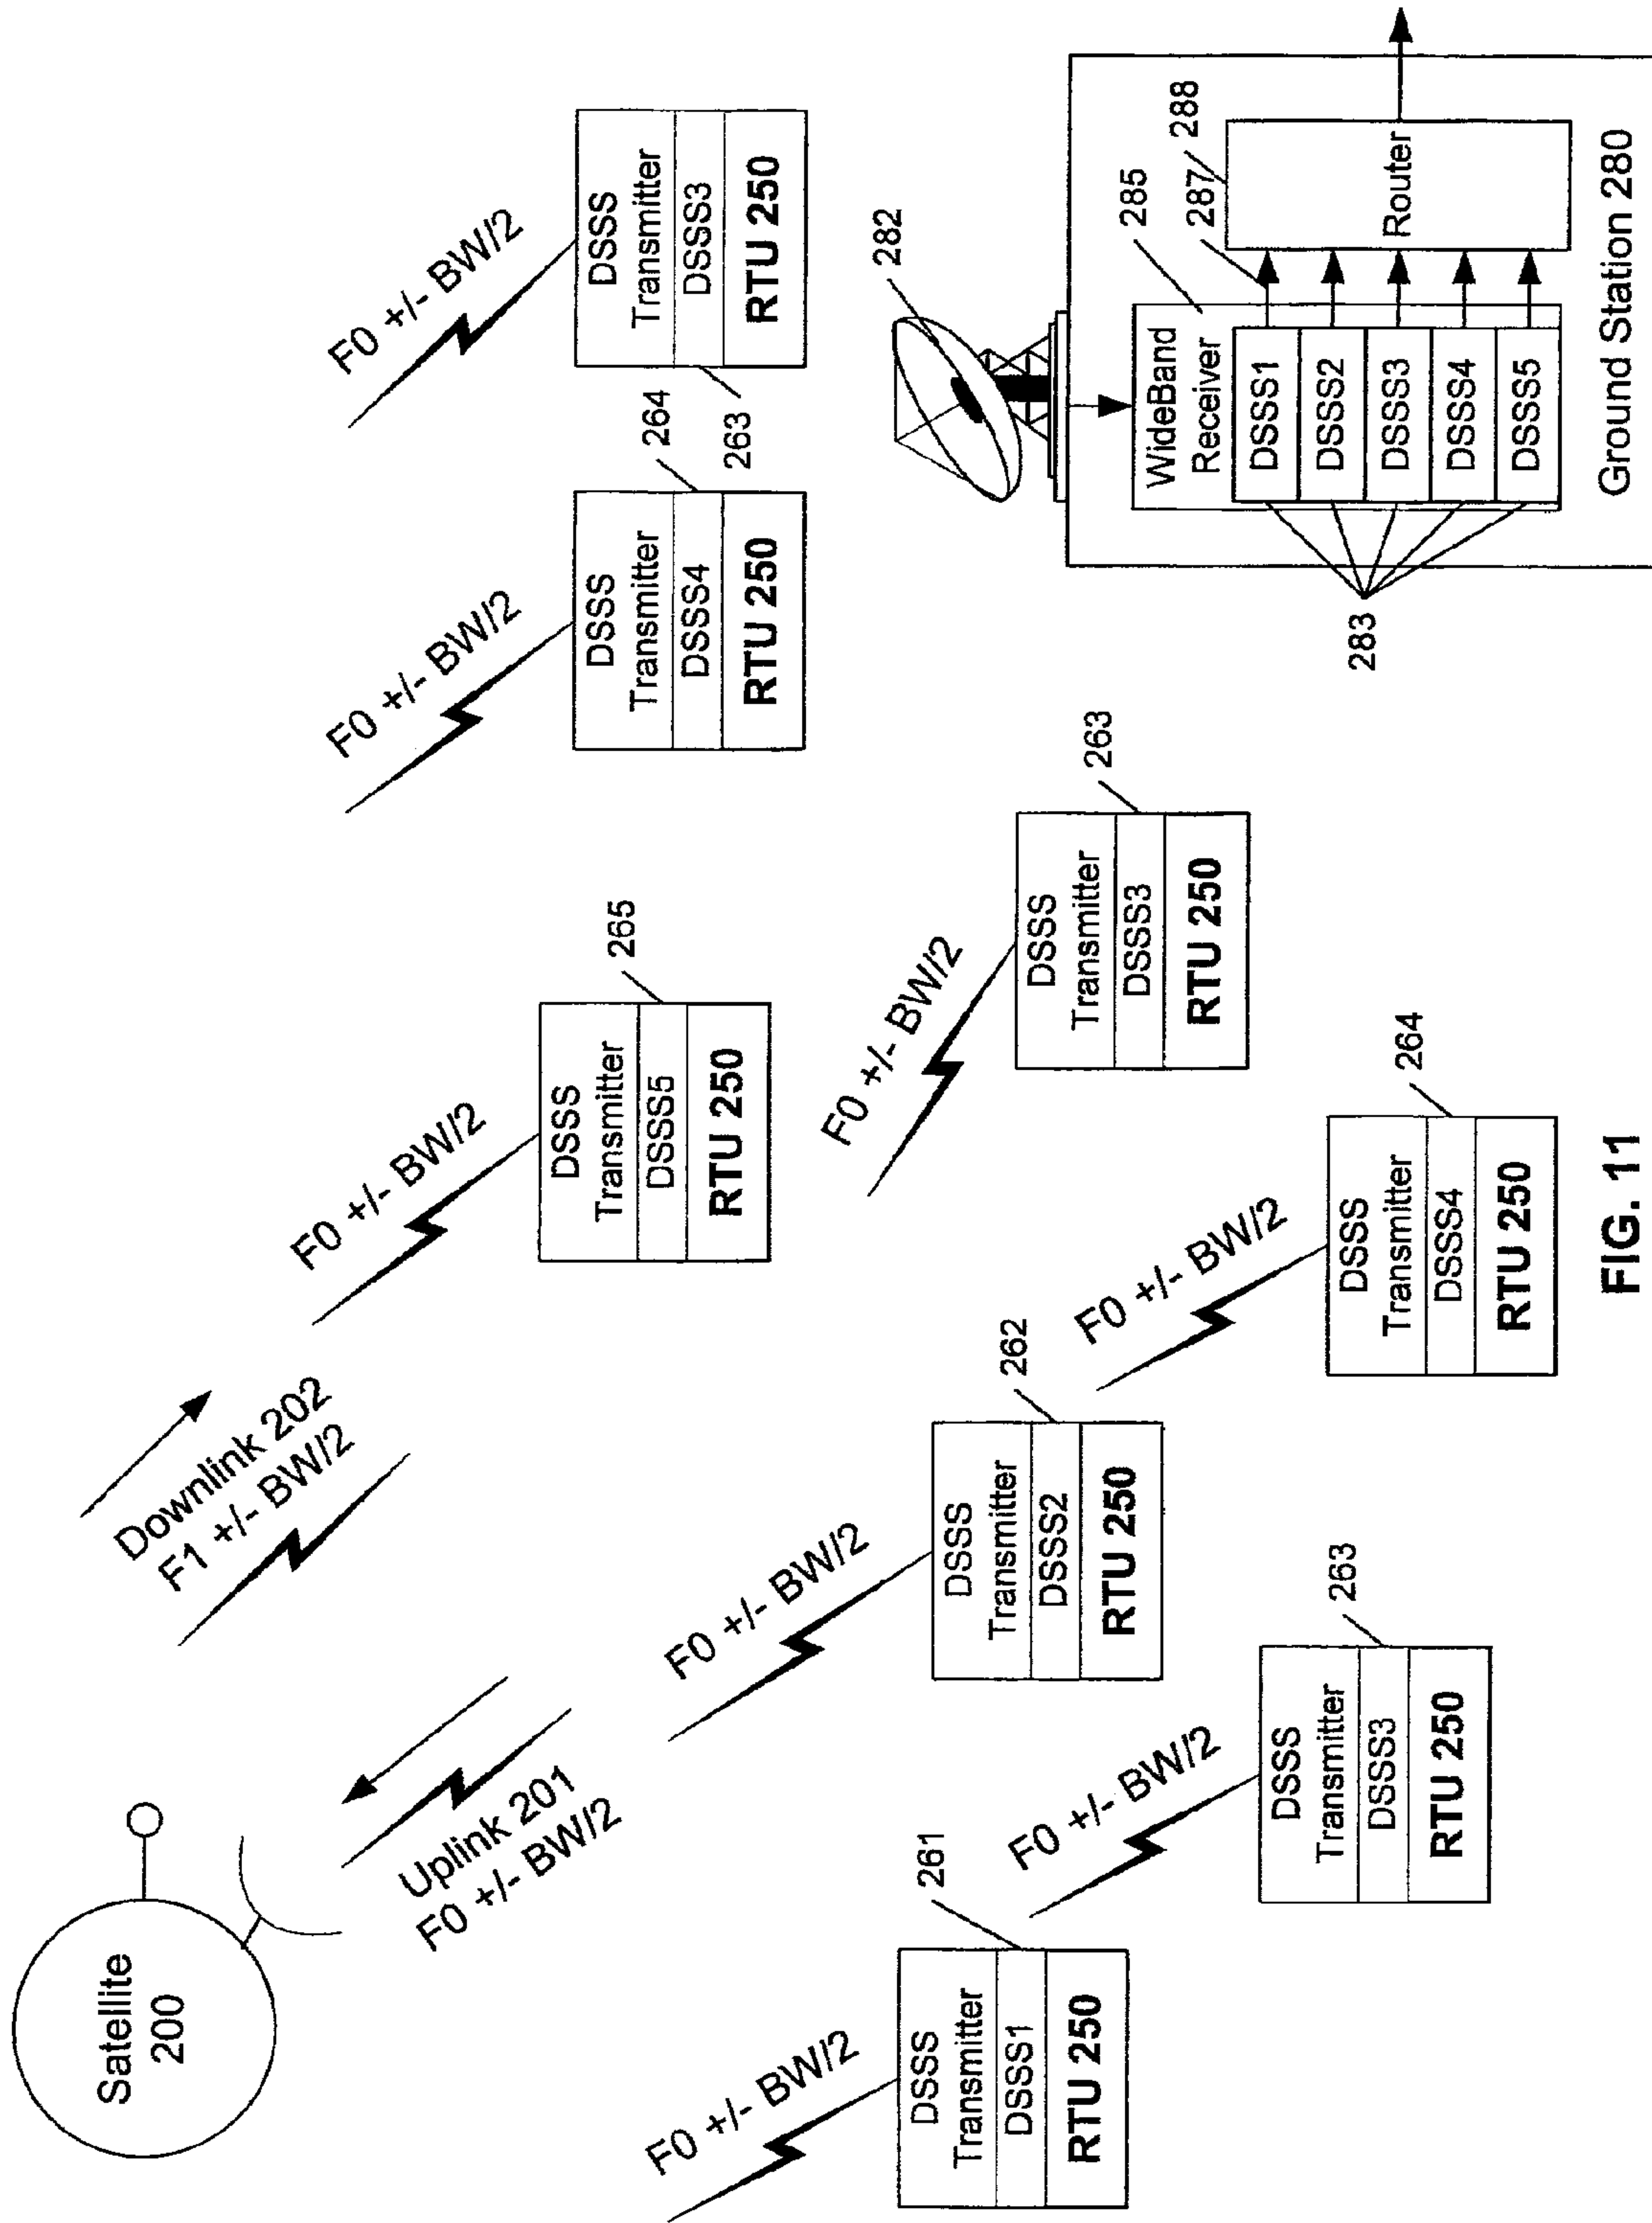 Satellite
200
Downlink 202
F1 +/- BW/2
Uplink 201
F0 +/- BW/2
F0 +/- BW/2
DSSS
Transmitter
DSSS1
RTU 250
261
F0 +/- BW/2
DSSS
Transmitter
DSSS3
RTU 250
263
F0 +/- BW/2
DSSS
Transmitter
DSSS2
RTU 250
262
F0 +/- BW/2
DSSS
Transmitter
DSSS4
RTU 250
264
F0 +/- BW/2
DSSS
Transmitter
DSSS5
RTU 250
265
F0 +/- BW/2
DSSS
Transmitter
DSSS3
RTU 250
263
F0 +/- BW/2
DSSS
Transmitter
DSSS4
RTU 250
264
F0 +/- BW/2
DSSS
Transmitter
DSSS3
RTU 250
263
282
WideBand
Receiver
285
287
288
DSSS1
DSSS2
DSSS3
DSSS4
DSSS5
283
Router
Ground Station 280
FIG. 11